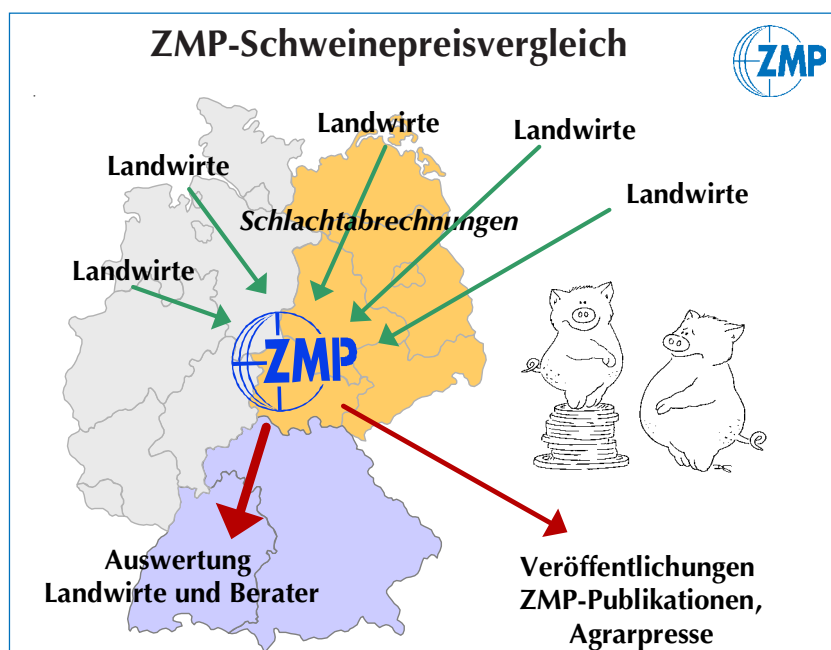 ZMP-Schweinepreisvergleich
ZMP
Landwirte
Landwirte
Landwirte
Landwirte
Schlachtabrechnungen
Landwirte
ZMP
Auswertung
Landwirte und Berater
Veröffentlichungen
ZMP-Publikationen,
Agrarpresse